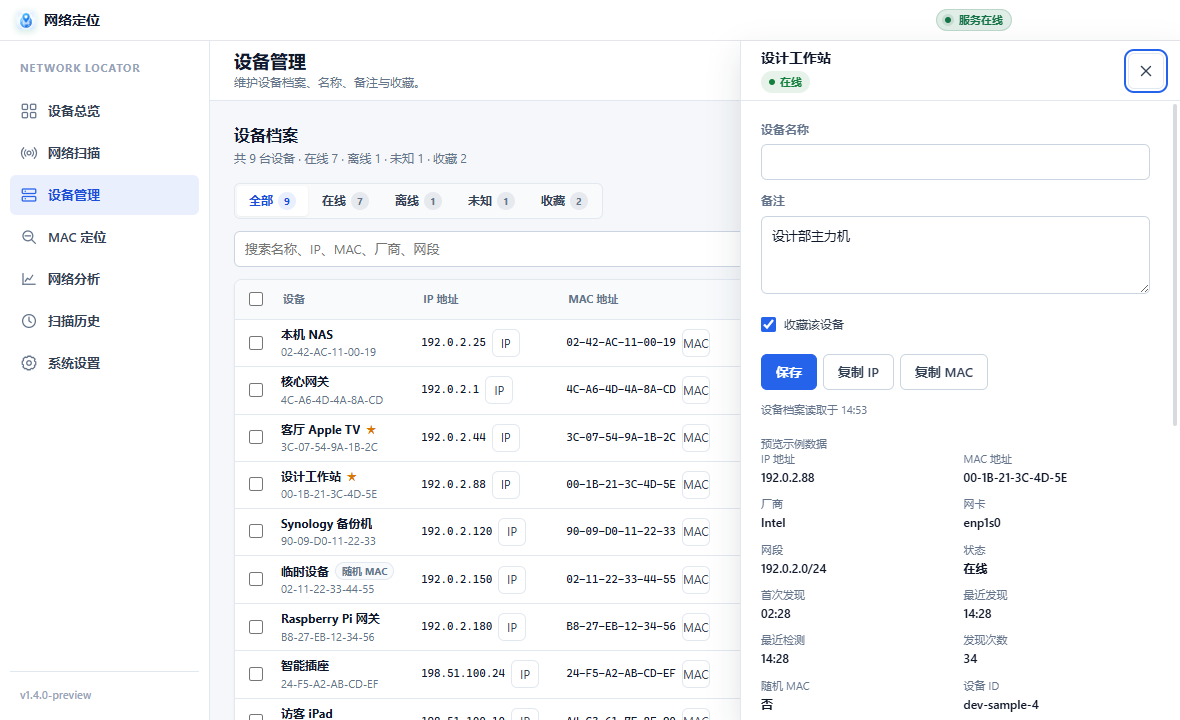 网络定位
服务在线
NETWORK LOCATOR
设备总览
网络扫描
设备管理
MAC 定位
网络分析
扫描历史
系统设置
v1.4.0-preview
设备管理
维护设备档案、名称、备注与收藏。
设备档案
共 9 台设备 · 在线 7 · 离线 1 · 未知 1 · 收藏 2
全部 9 在线 7 离线 1 未知 1 收藏 2
搜索名称、IP、MAC、厂商、网段
设备 IP 地址 MAC 地址
本机 NAS
02-42-AC-11-00-19
192.0.2.25 IP 02-42-AC-11-00-19 MAC
核心网关
4C-A6-4D-4A-8A-CD
192.0.2.1 IP 4C-A6-4D-4A-8A-CD MAC
客厅 Apple TV ★
3C-07-54-9A-1B-2C
192.0.2.44 IP 3C-07-54-9A-1B-2C MAC
设计工作站 ★
00-1B-21-3C-4D-5E
192.0.2.88 IP 00-1B-21-3C-4D-5E MAC
Synology 备份机
90-09-D0-11-22-33
192.0.2.120 IP 90-09-D0-11-22-33 MAC
临时设备 随机 MAC
02-11-22-33-44-55
192.0.2.150 IP 02-11-22-33-44-55 MAC
Raspberry Pi 网关
B8-27-EB-12-34-56
192.0.2.180 IP B8-27-EB-12-34-56 MAC
智能插座
24-F5-A2-AB-CD-EF
198.51.100.24 IP 24-F5-A2-AB-CD-EF MAC
访客 iPad
设计工作站
在线
设备名称
备注
设计部主力机
收藏该设备
保存 复制 IP 复制 MAC
设备档案读取于 14:53
预览示例数据
IP 地址 MAC 地址
192.0.2.88 00-1B-21-3C-4D-5E
厂商 网卡
Intel enp1s0
网段 状态
192.0.2.0/24 在线
首次发现 最近发现
02:28 14:28
最近检测 发现次数
14:28 34
随机 MAC 设备 ID
否 dev-sample-4